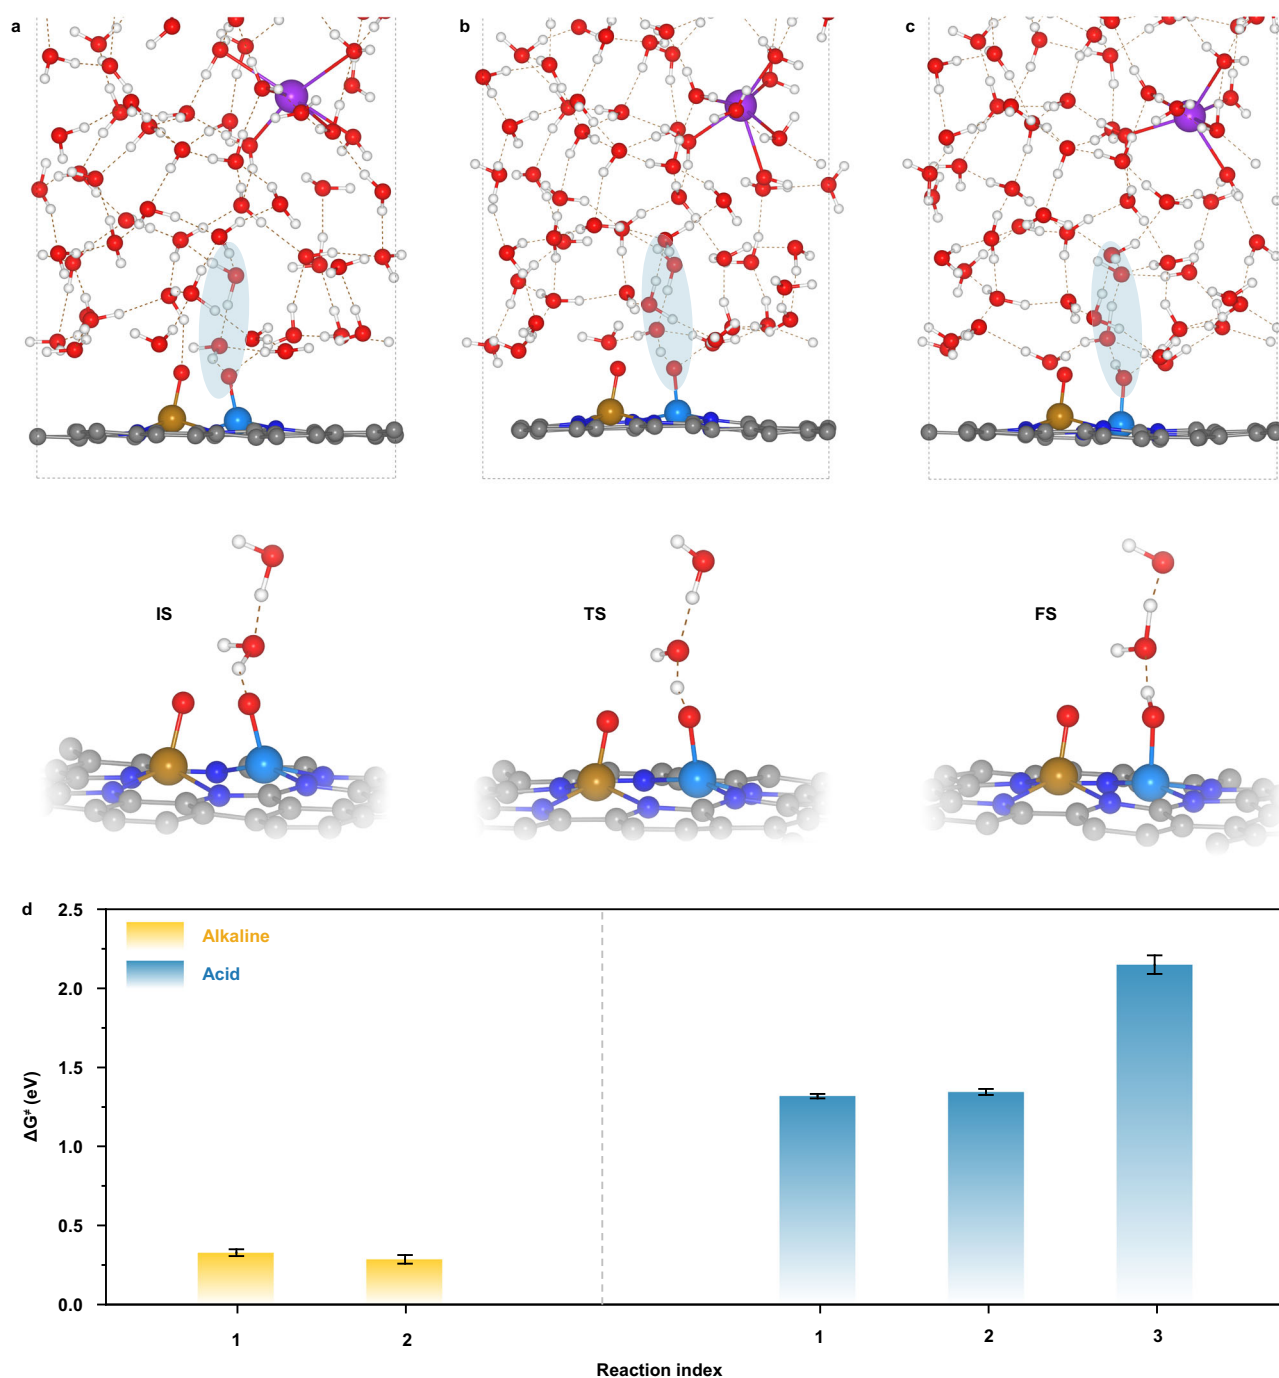 a
b
c
IS
TS
FS
d
2.5
2.0
1.5
1.0
0.5
0.0
ΔG≠ (eV)
Alkaline
Acid
1
2
1
2
3
Reaction index